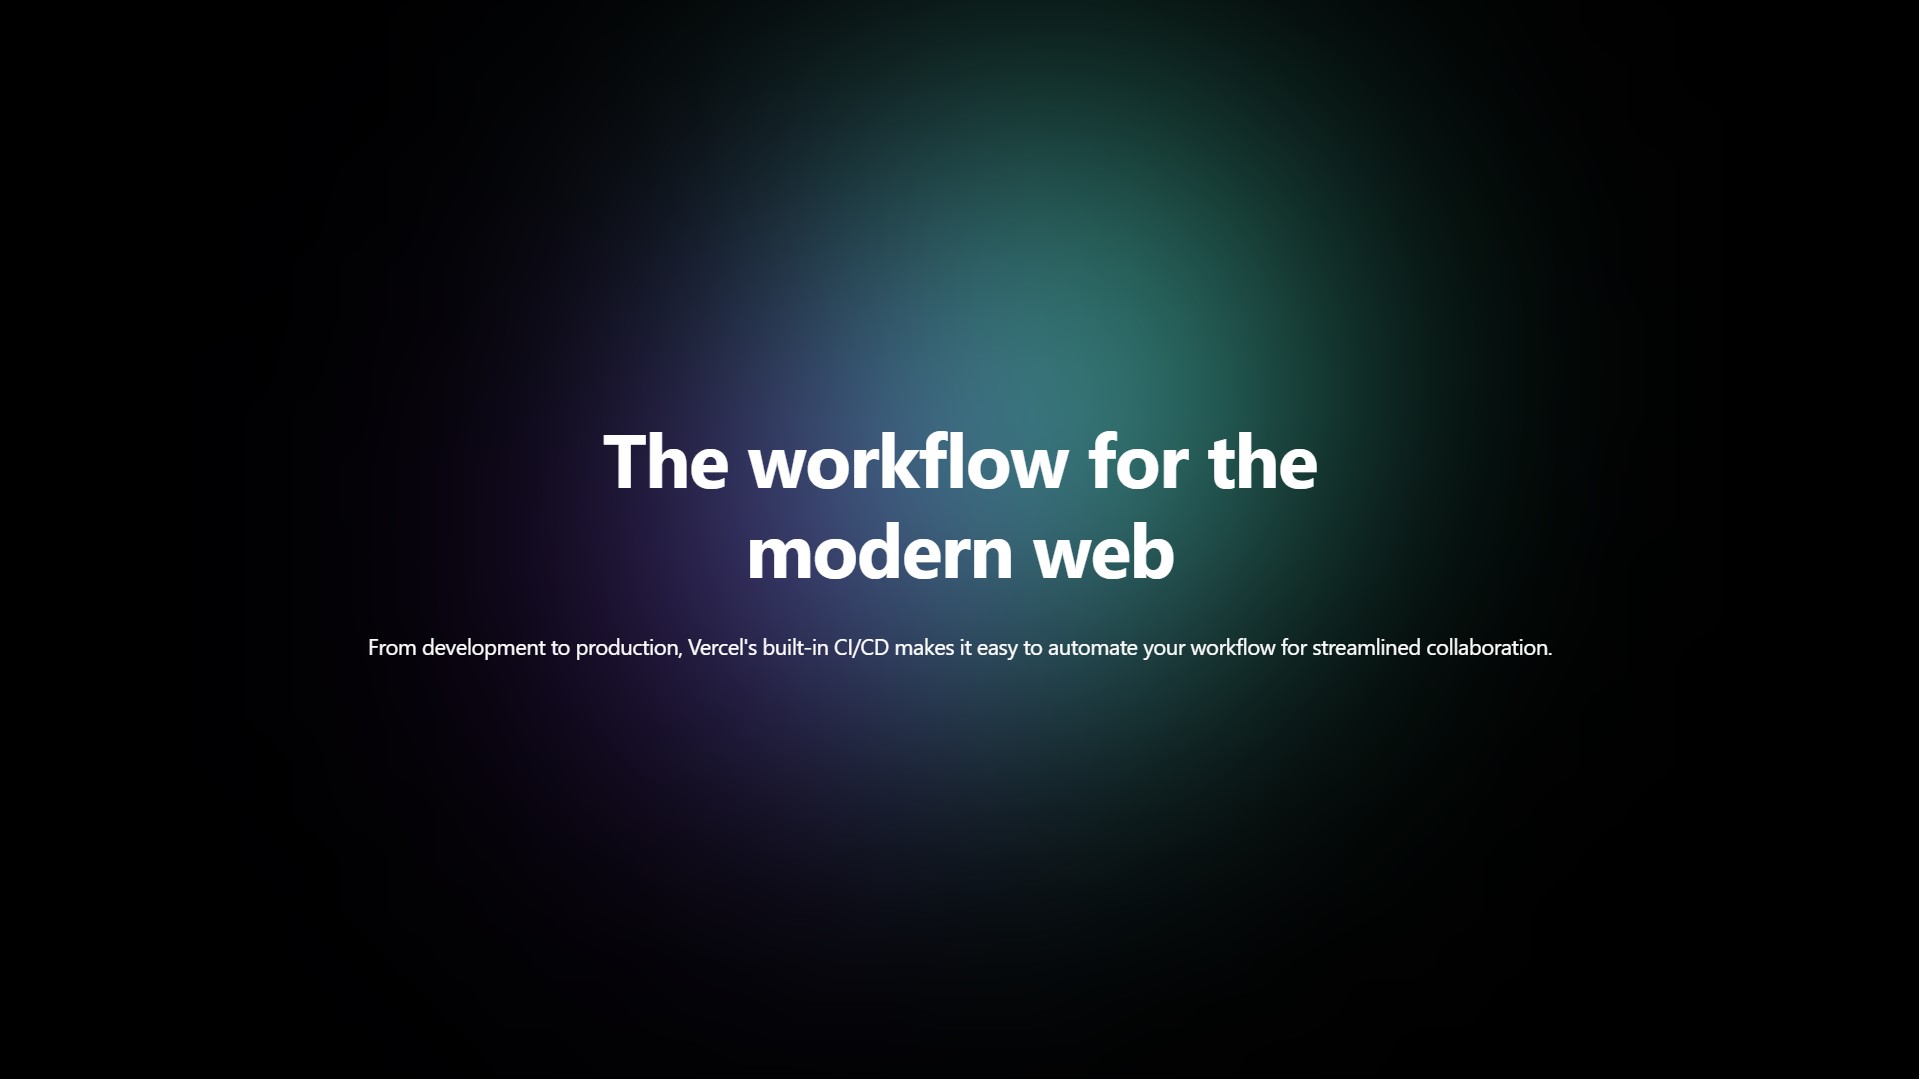 The workflow for the
modern web
From development to production, Vercel's built-in CI/CD makes it easy to automate your workflow for streamlined collaboration.